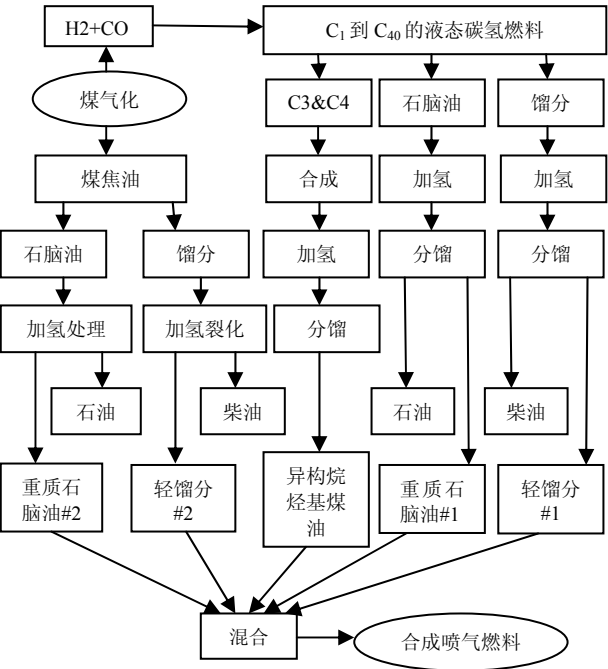 H2+CO
C₁到 C₄₀的液态碳氢燃料
煤气化
C3&C4
石脑油
馏分
煤焦油
合成
加氢
加氢
石脑油
馏分
加氢
分馏
分馏
加氢处理
加氢裂化
分馏
石油
柴油
石油
柴油
重质石
脑油#2
轻馏分
#2
异构烷
烃基煤
油
重质石
脑油#1
轻馏分
#1
混合
合成喷气燃料